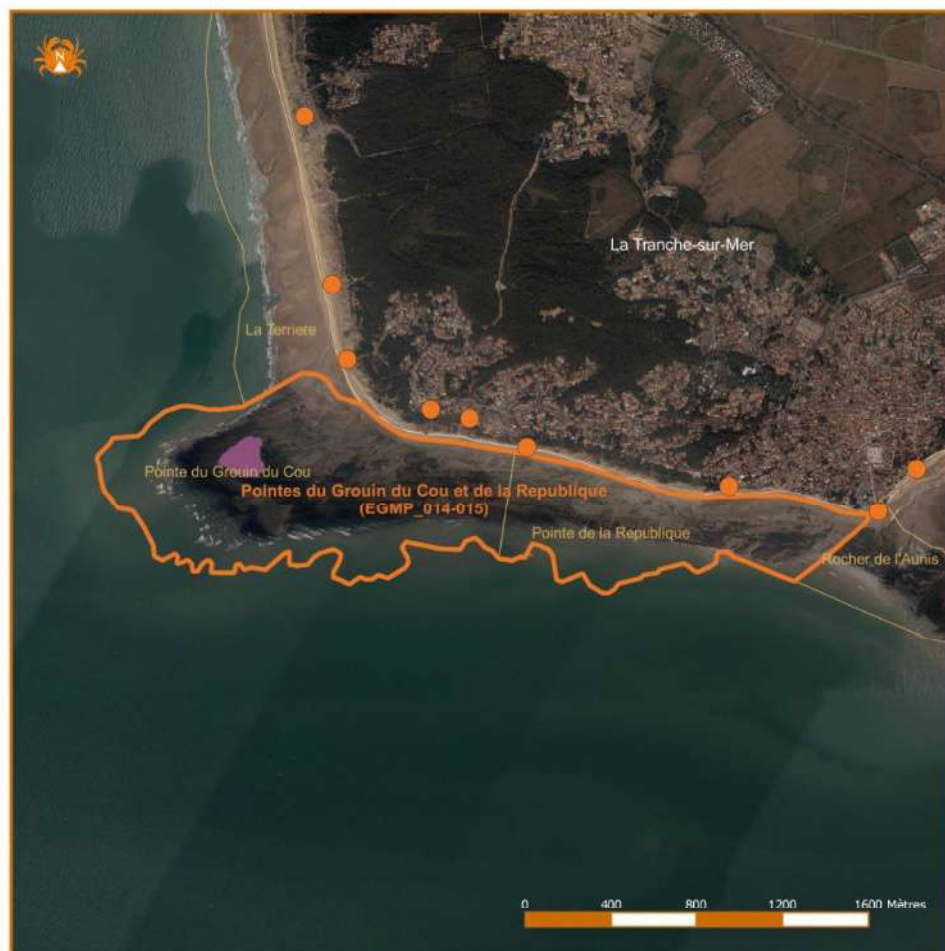 N
La Tranche-sur-Mer
La Terriere
Pointe du Grouin du Cou
Pointes du Grouin du Cou et de la Republique
(EGMP_014-015)
Pointe de la Republique
Rocher de l'Aunis
0 400 800 1200 1600 Mètres